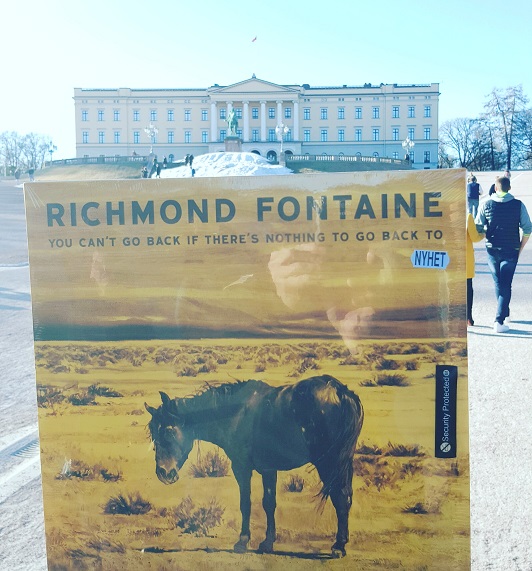 RICHMOND FONTAINE
YOU CAN'T GO BACK IF THERE'S NOTHING TO GO BACK TO
NYHET
Security Protected